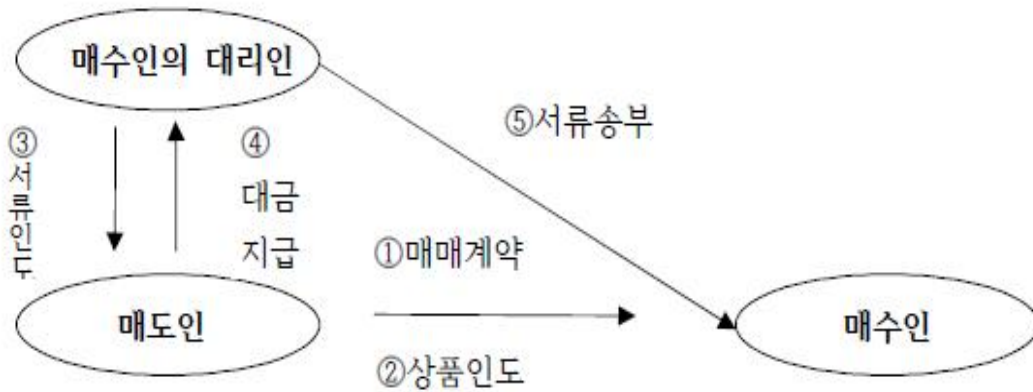 매수인의 대리인
⑤서류송부
③
서류인도
④
대금
지급
①매매계약
매도인
매수인
②상품인도